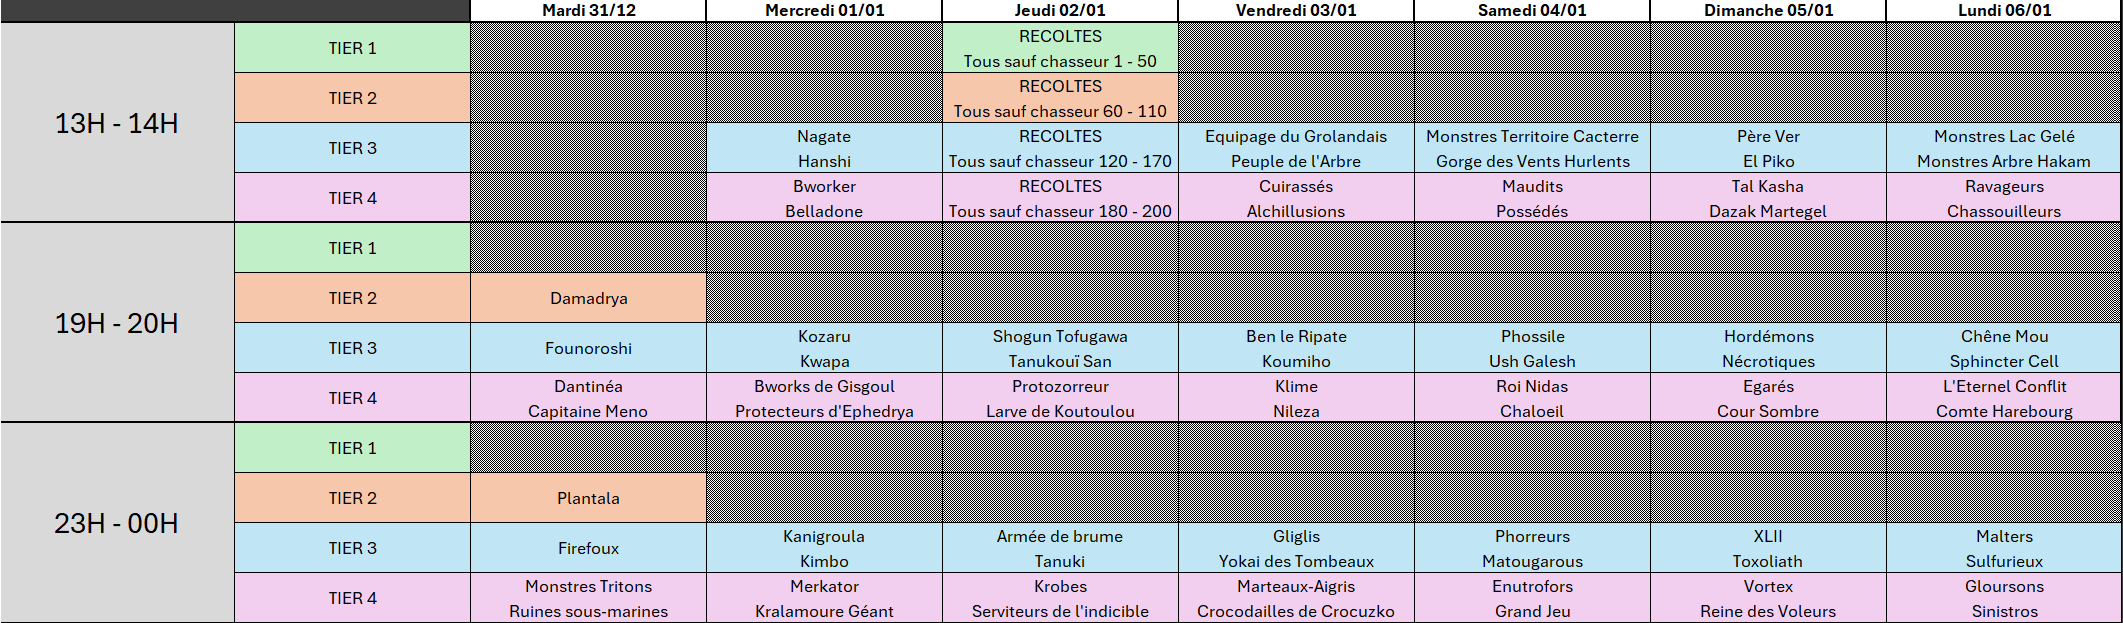 Mardi 31/12 Mercredi 01/01 Jeudi 02/01 Vendredi 03/01 Samedi 04/01 Dimanche 05/01 Lundi 06/01
13H - 14H
TIER 1
RECOLTES
Tous sauf chasseur 1 - 50
TIER 2
RECOLTES
Tous sauf chasseur 60 - 110
TIER 3
Nagate RECOLTES Equipage du Grolandais Monstres Territoire Cacterre Père Ver Monstres Lac Gelé
Hanshi Tous sauf chasseur 120 - 170 Peuple de l'Arbre Gorge des Vents Hurlents El Piko Monstres Arbre Hakam
TIER 4
Bworker RECOLTES Cuirassés Maudits Tal Kasha Ravageurs
Belladone Tous sauf chasseur 180 - 200 Alchillusions Possédés Dazak Martegel Chassouilleurs
19H - 20H
TIER 1
TIER 2 Damadrya
TIER 3 Founoroshi
Kozaru Shogun Tofugawa Ben le Ripate Phossile Hordémons Chêne Mou
Kwapa Tanukouï San Koumiho Ush Galesh Nécrotiques Sphincter Cell
TIER 4
Dantinéa Bworks de Gisgoul Protozorreur Klime Roi Nidas Egarés L'Eternel Conflit
Capitaine Meno Protecteurs d'Ephedrya Larve de Koutoulou Nileza Chaloeil Cour Sombre Comte Harebourg
23H - 00H
TIER 1
TIER 2 Plantala
TIER 3 Firefoux
Kanigroula Armée de brume Gliglis Phorreurs XLII Malters
Kimbo Tanuki Yokai des Tombeaux Matougarous Toxoliath Sulfurieux
TIER 4
Monstres Tritons Merkator Krobes Marteaux-Aigris Enutrofors Vortex Gloursons
Ruines sous-marines Kralamoure Géant Serviteurs de l'indicible Crocodailles de Crocuzko Grand Jeu Reine des Voleurs Sinistros